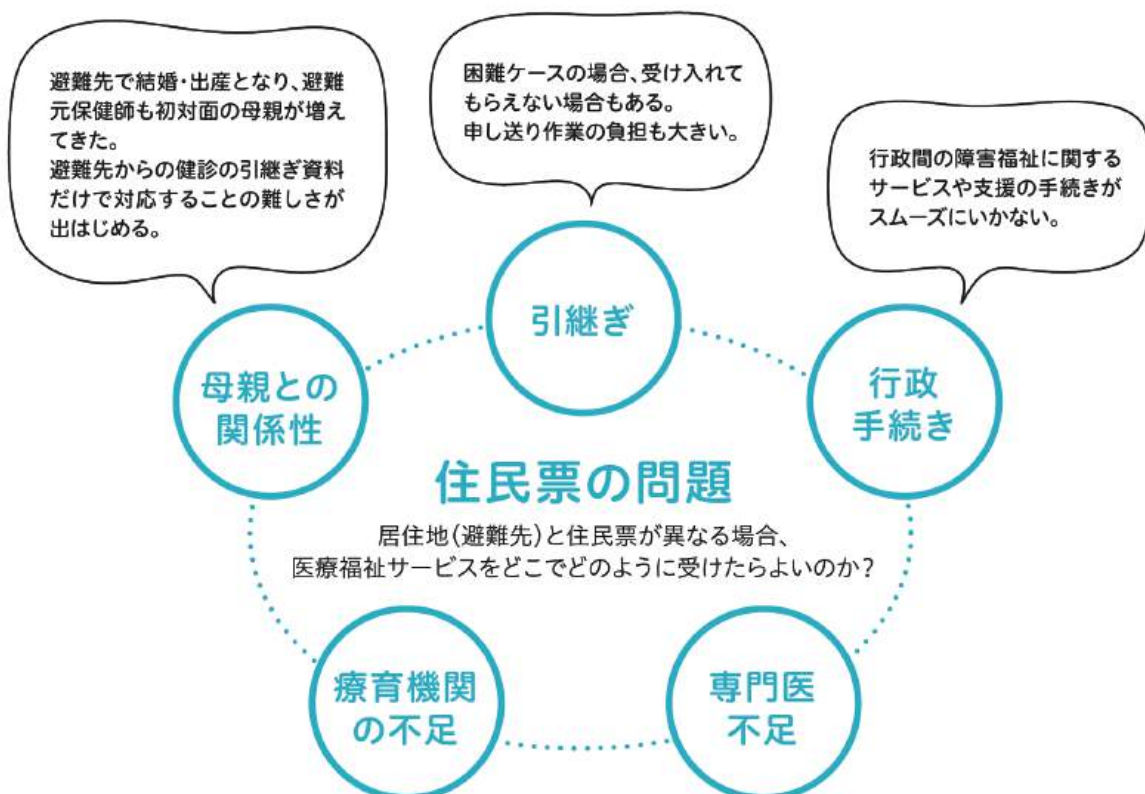 避難先で結婚・出産となり、避難
元保健師も初対面の母親が増え
てきた。
避難先からの健診の引継ぎ資料
だけで対応することの難しさが
出はじめる。
困難ケースの場合、受け入れて
もらえない場合もある。
申し送り作業の負担も大きい。
行政間の障害福祉に関する
サービスや支援の手続きが
スムーズにいかない。
引継ぎ
母親との
関係性
行政
手続き
住民票の問題
居住地(避難先)と住民票が異なる場合、
医療福祉サービスをどこでどのように受けたらよいのか?
療育機関
の不足
専門医
不足